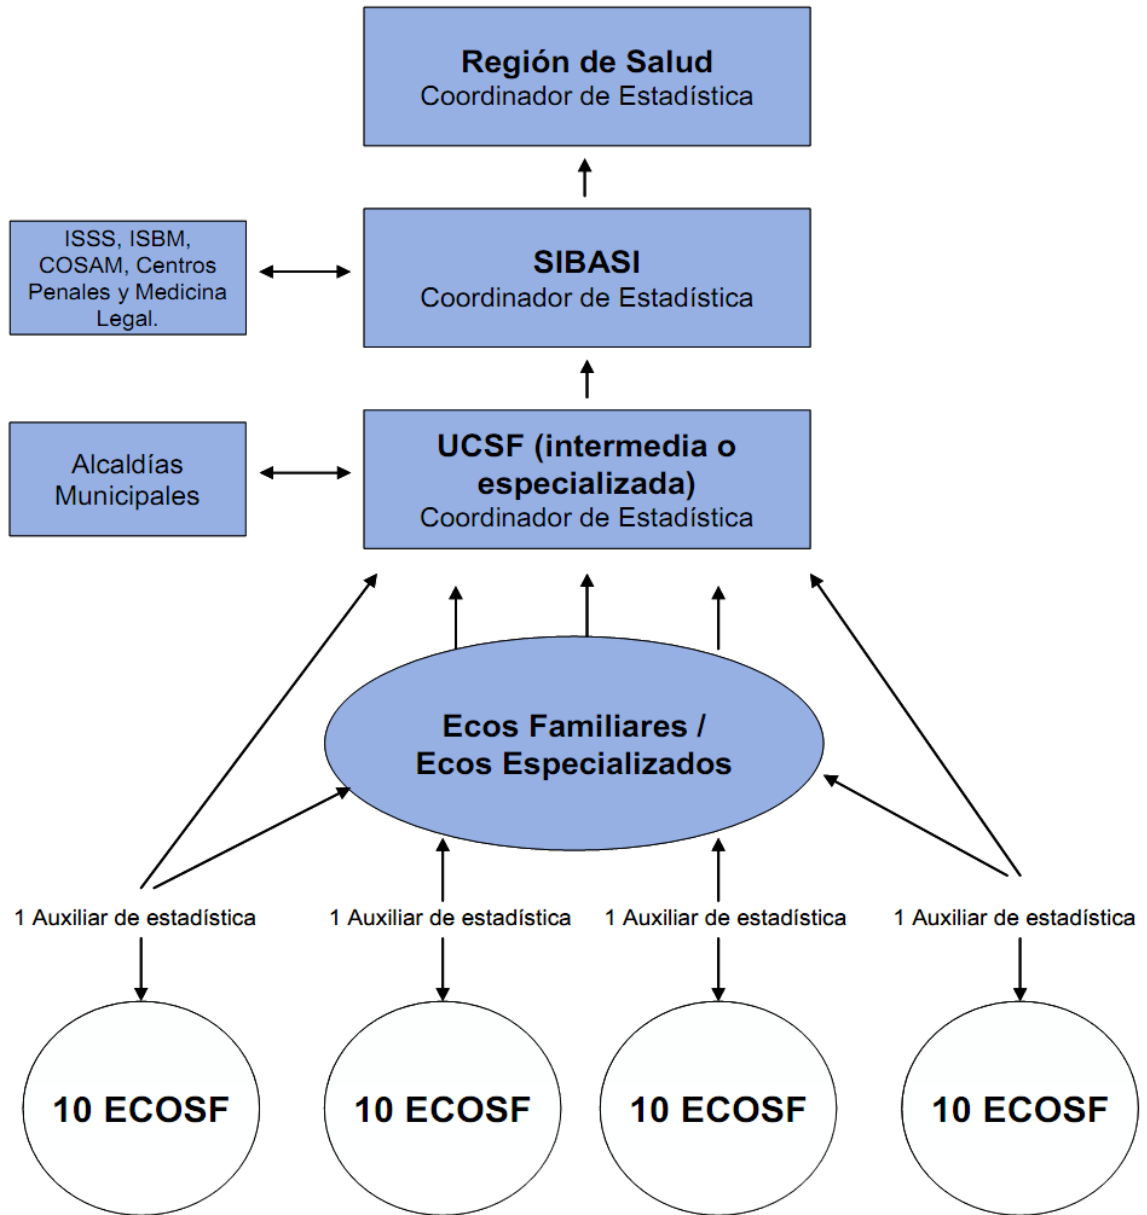 Región de Salud
Coordinador de Estadística
ISSS, ISBM,
COSAM, Centros
Penales y Medicina
Legal.
SIBASI
Coordinador de Estadística
Alcaldías
Municipales
UCSF (intermedia o
especializada)
Coordinador de Estadística
Ecos Familiares /
Ecos Especializados
1 Auxiliar de estadística
1 Auxiliar de estadística
1 Auxiliar de estadística
1 Auxiliar de estadística
10 ECOSF
10 ECOSF
10 ECOSF
10 ECOSF